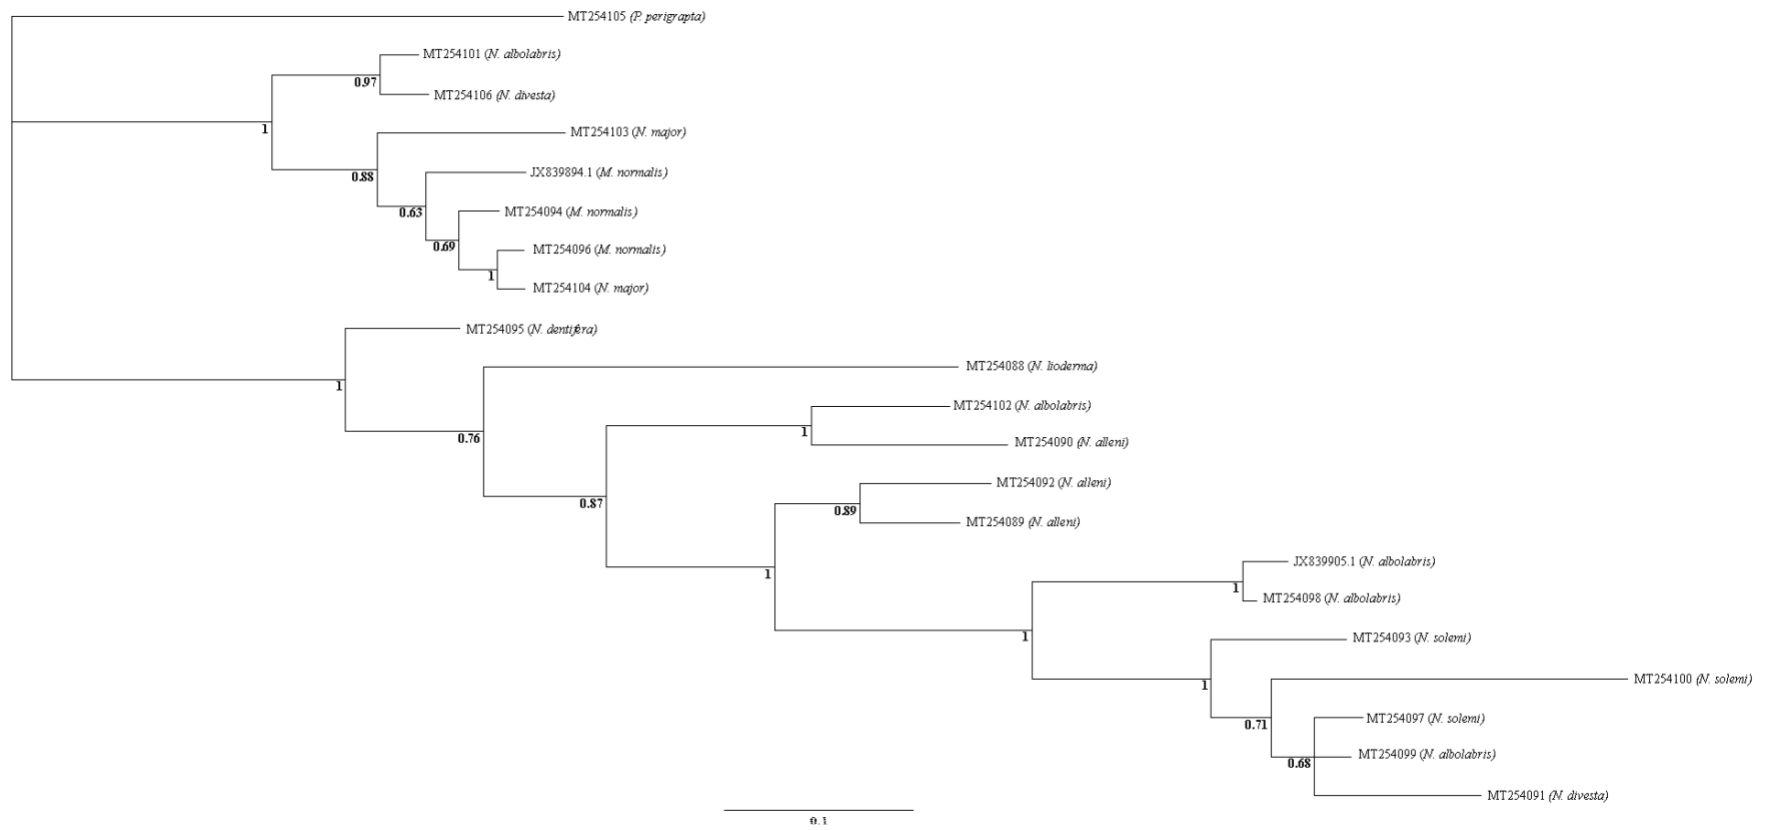 MT254105 (P. perigrapta)
MT254101 (N. albolabris)
0.97
MT254106 (N. divesta)
1
MT254103 (N. major)
0.88
JX839894.1 (M. normalis)
0.63
MT254094 (M. normalis)
0.69
MT254096 (M. normalis)
1
MT254104 (N. major)
MT254095 (N. dentifera)
1
MT254088 (N. lioderma)
0.76
MT254102 (N. albolabris)
1
MT254090 (N. alleni)
0.87
MT254092 (N. alleni)
0.89
MT254089 (N. alleni)
1
JX839905.1 (N. albolabris)
1
MT254098 (N. albolabris)
1
MT254093 (N. solemi)
1
MT254100 (N. solemi)
0.71
MT254097 (N. solemi)
MT254099 (N. albolabris)
0.68
MT254091 (N. divesta)
0.1